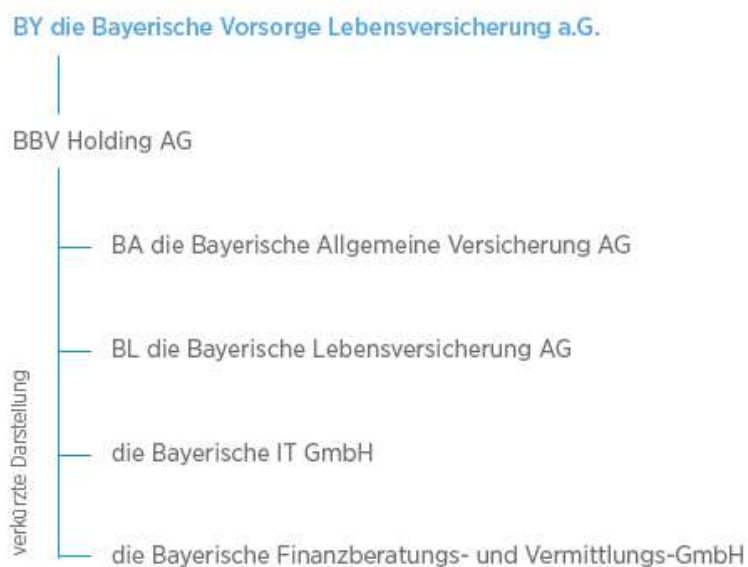 BY die Bayerische Vorsorge Lebensversicherung a.G.
BBV Holding AG
BA die Bayerische Allgemeine Versicherung AG
BL die Bayerische Lebensversicherung AG
die Bayerische IT GmbH
die Bayerische Finanzberatungs- und Vermittlungs-GmbH
verkürzte Darstellung